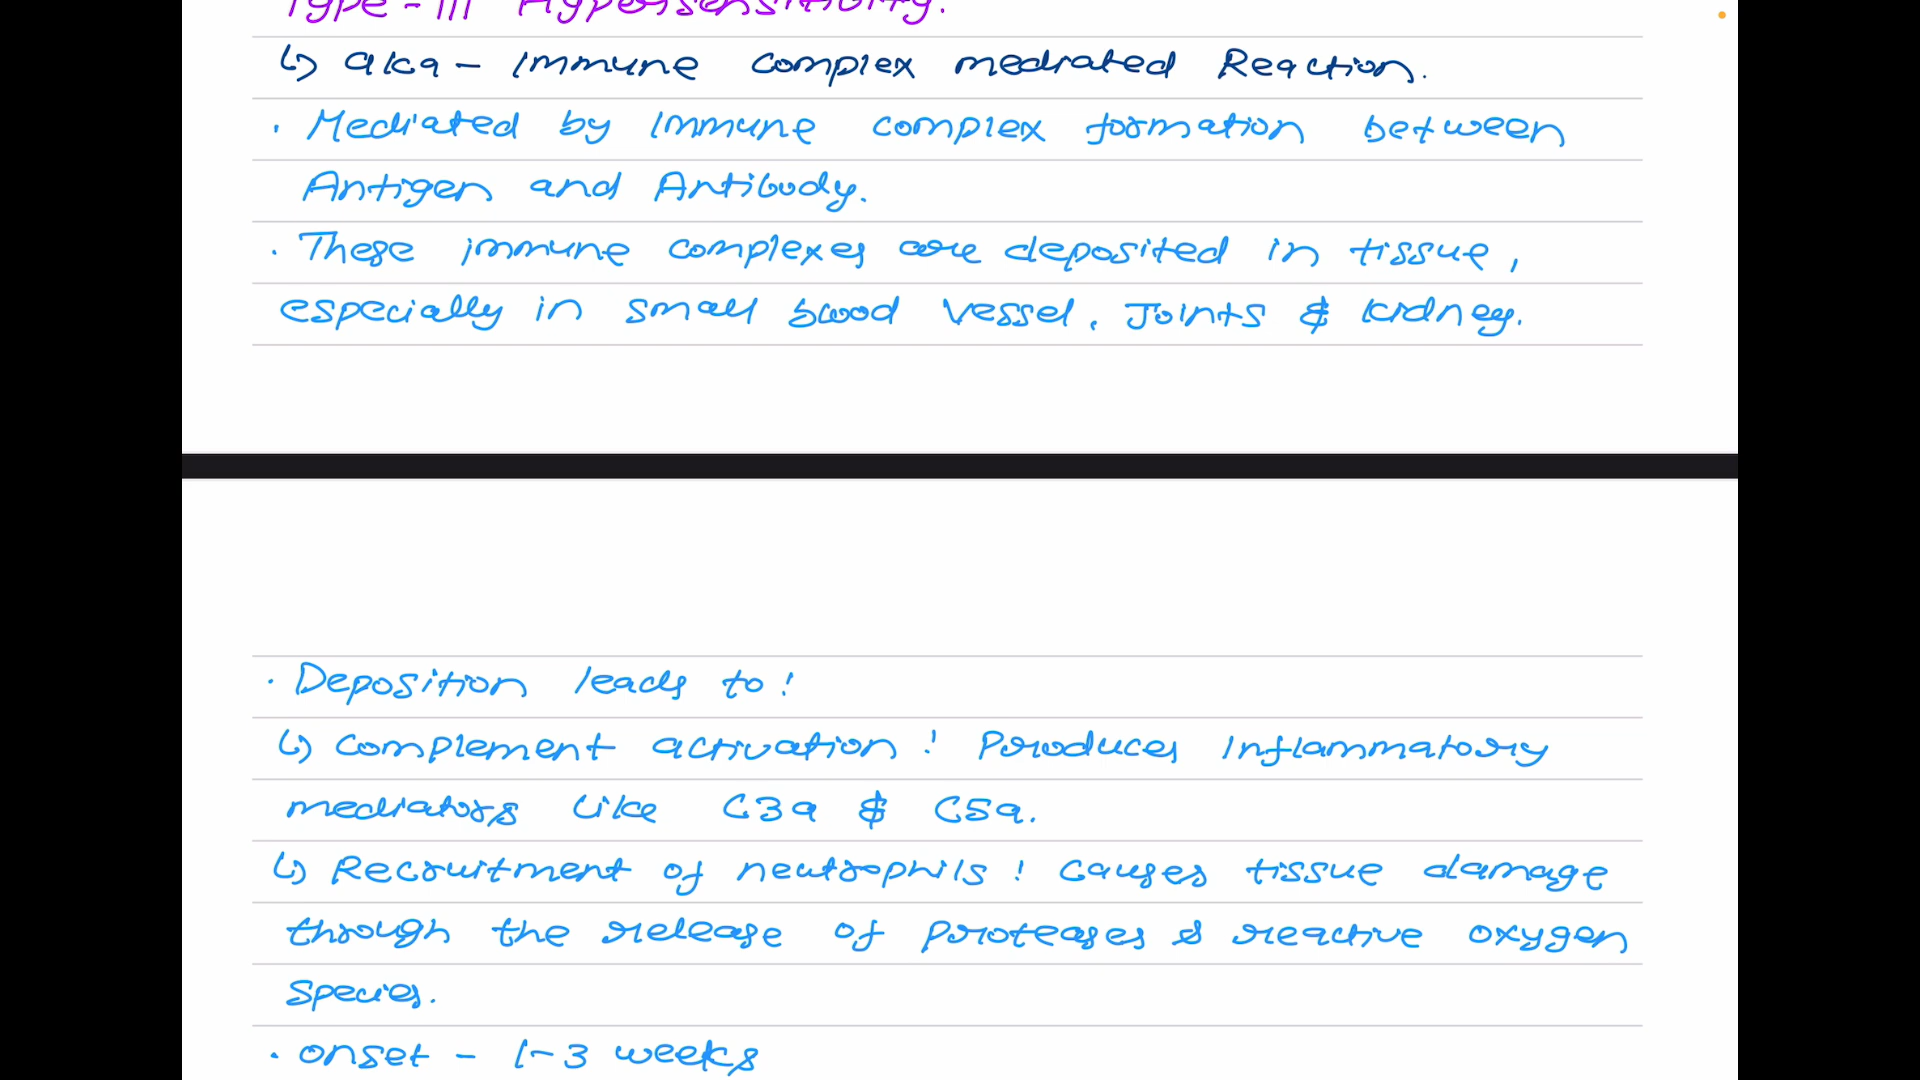 Type - III Hypersensitivity.
↳ aka - Immune complex mediated Reaction.
· Mediated by Immune complex formation between
Antigen and Antibody.
· These immune complexes are deposited in tissue,
especially in small blood vessel, Joints & kidney.
· Deposition leads to :
↳ complement activation : Produces Inflammatory
mediators like C3a & C5a.
↳ Recruitment of neutrophils : causes tissue damage
through the release of proteases & reactive oxygen
species.
· onset - 1-3 weeks